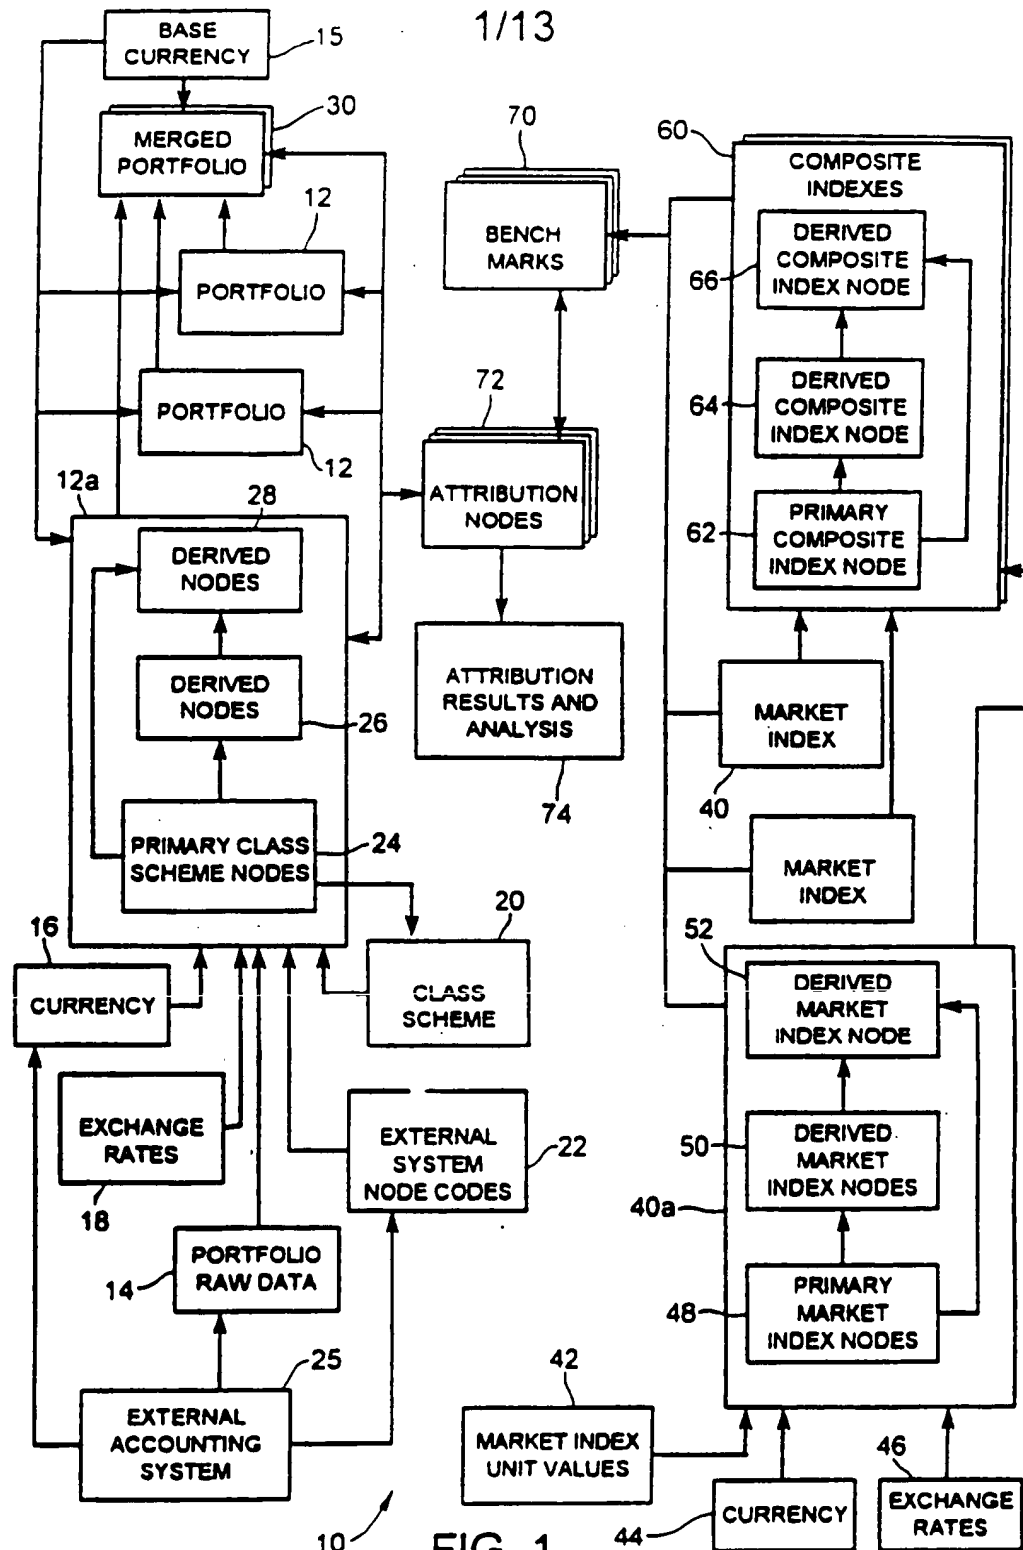 1/13
BASE
CURRENCY
15
MERGED
PORTFOLIO
30
12
PORTFOLIO
PORTFOLIO
12
12a
28
DERIVED
NODES
DERIVED
NODES
26
PRIMARY CLASS
SCHEME NODES
24
16
CURRENCY
20
CLASS
SCHEME
EXCHANGE
RATES
18
EXTERNAL
SYSTEM
NODE CODES
22
PORTFOLIO
RAW DATA
14
25
EXTERNAL
ACCOUNTING
SYSTEM
10
70
BENCH
MARKS
72
ATTRIBUTION
NODES
ATTRIBUTION
RESULTS AND
ANALYSIS
74
60
COMPOSITE
INDEXES
DERIVED
COMPOSITE
INDEX NODE
66
DERIVED
COMPOSITE
INDEX NODE
64
PRIMARY
COMPOSITE
INDEX NODE
62
MARKET
INDEX
40
MARKET
INDEX
52
DERIVED
MARKET
INDEX NODE
50
DERIVED
MARKET
INDEX NODES
40a
48
PRIMARY
MARKET
INDEX NODES
42
MARKET INDEX
UNIT VALUES
44
CURRENCY
46
EXCHANGE
RATES
FIG. 1